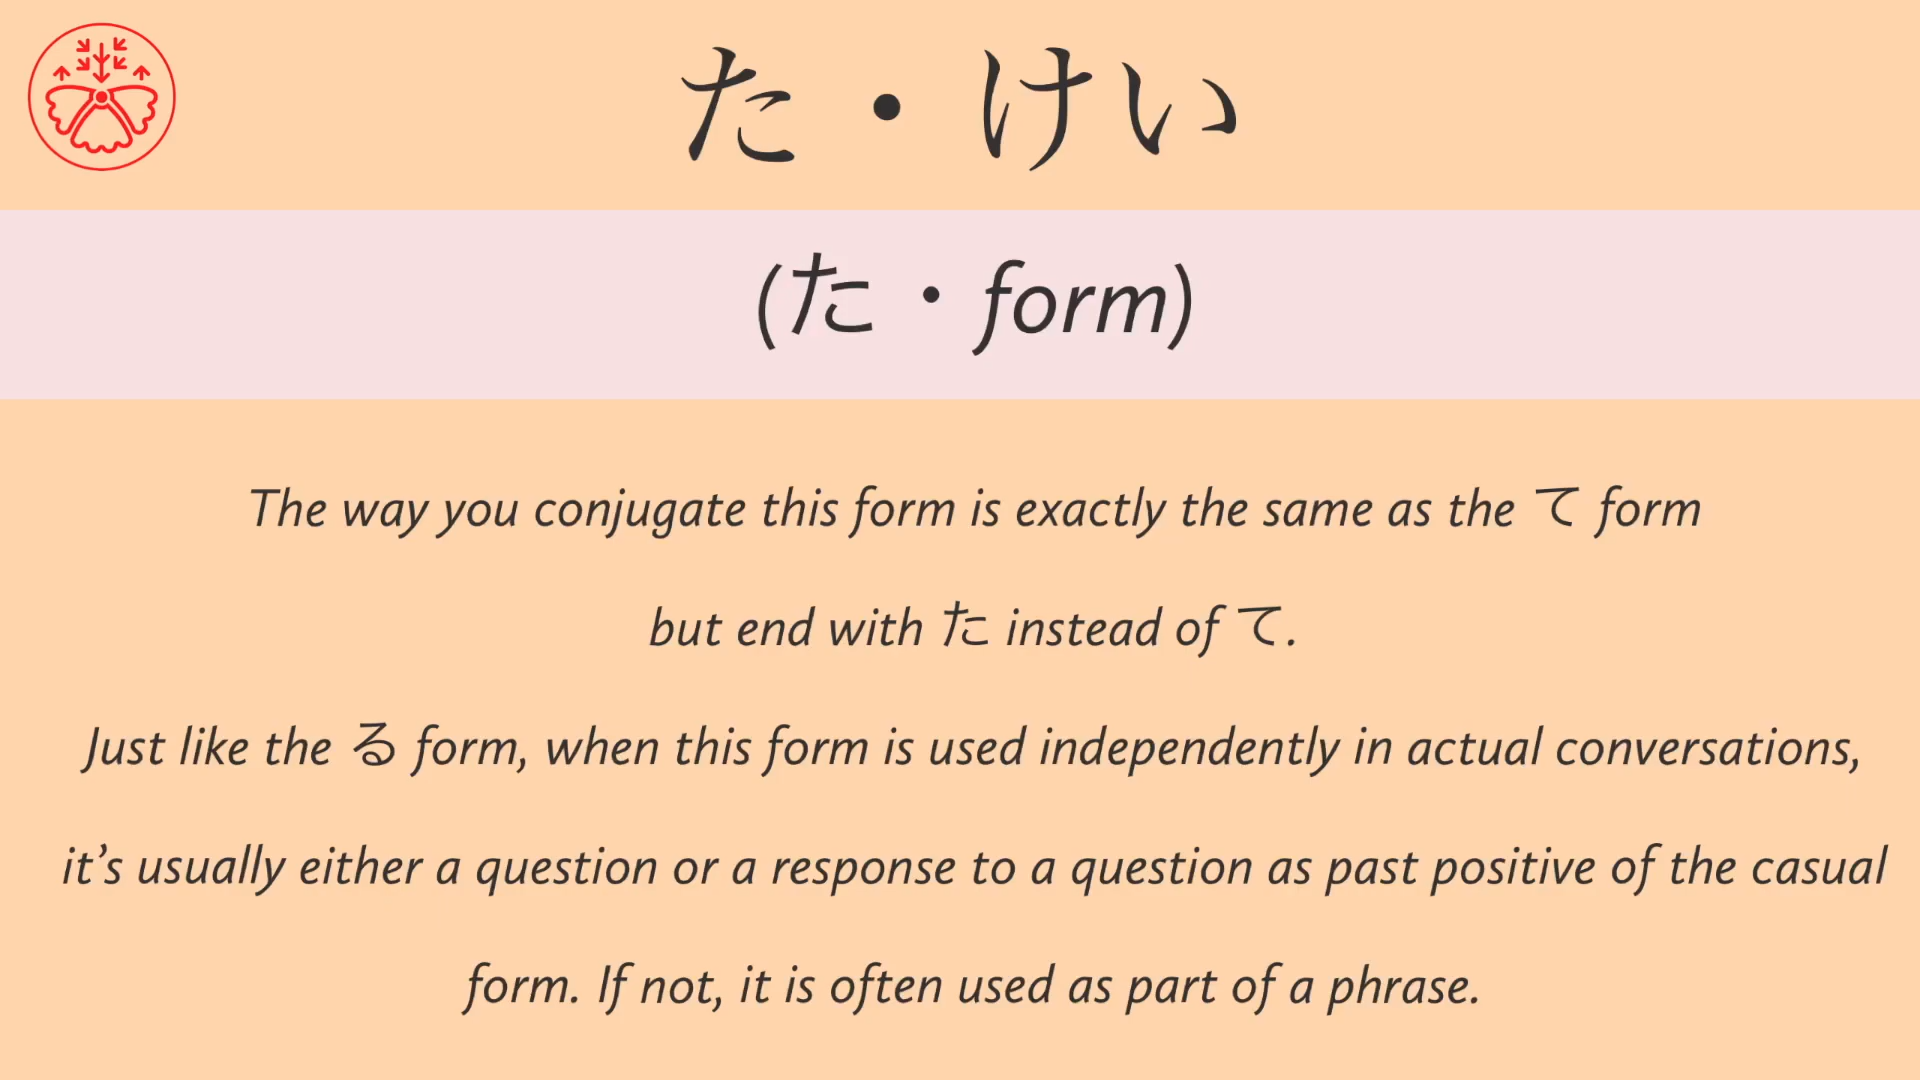 た・けい
(た・form)
The way you conjugate this form is exactly the same as the て form
but end with た instead of て.
Just like the る form, when this form is used independently in actual conversations,
it’s usually either a question or a response to a question as past positive of the casual
form. If not, it is often used as part of a phrase.